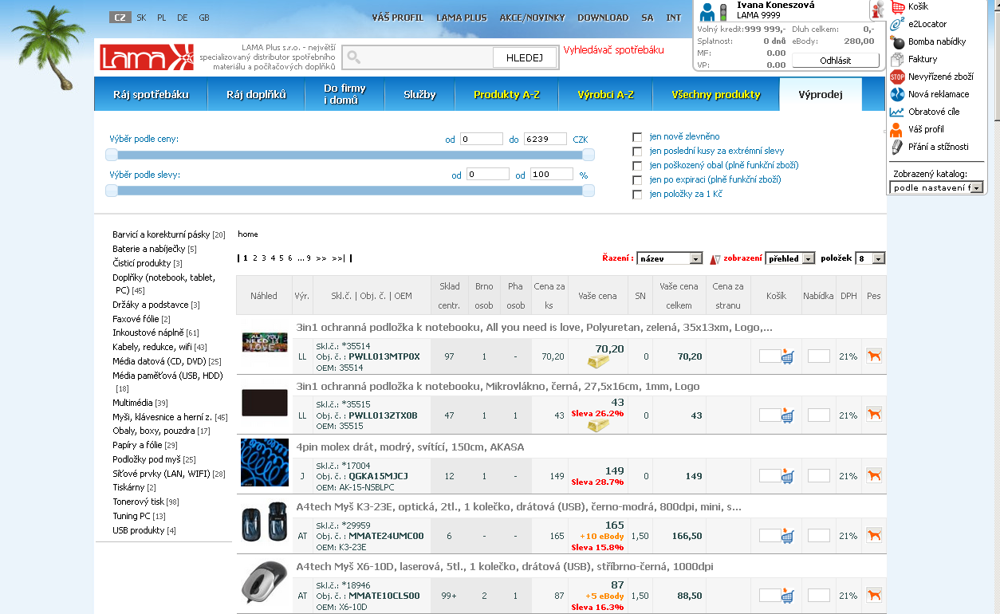 CZ SK PL DE GB
VÁŠ PROFIL LAMA PLUS AKCE/NOVINKY DOWNLOAD SA INT
Ivana Koneszová
LAMA 9999
Volný kredit: 999 999,- Dluh celkem: 0,-
Splatnost: 0 dnů eBody: 280,00
MF: 0.00
VP: 0.00
Odhlásit
Košík
e2Locator
Bomba nabídky
Faktury
STOP Nevyřízené zboží
Nová reklamace
Obratové cíle
Váš profil
Přání a stížnosti
Zobrazený katalog:
podle nastavení f
Lama
LAMA Plus s.r.o. - největší
specializovaný distributor spotřebního
materiálu a počítačových doplňků
HLEDEJ
Vyhledávač spotřebáku
Ráj spotřebáku
Ráj doplňků
Do firmy
i domů
Služby
Produkty A-Z
Výrobci A-Z
Všechny produkty
Výprodej
Výběr podle ceny: od 0 do 6239 CZK
Výběr podle slevy: od 0 od 100 %
jen nově zlevněno
jen poslední kusy za extrémní slevy
jen poškozený obal (plně funkční zboží)
jen po expiraci (plně funkční zboží)
jen položky za 1 Kč
Barvicí a korekturní pásky [20]
Baterie a nabíječky [5]
Čisticí produkty [3]
Doplňky (notebook, tablet,
PC) [45]
Držáky a podstavce [3]
Faxové fólie [2]
Inkoustové náplně [61]
Kabely, redukce, wifi [43]
Média datová (CD, DVD) [25]
Média paměťová (USB, HDD)
[18]
Multimédia [39]
Myši, klávesnice a herní z. [45]
Obaly, boxy, pouzdra [17]
Papíry a fólie [29]
Podložky pod myš [25]
Síťové prvky (LAN, WIFI) [28]
Tiskárny [2]
Tonerový tisk [98]
Tuning PC [13]
USB produkty [4]
home
| 1 2 3 4 5 6 ... 9 >> >>| |
Řazení : název zobrazení přehled položek 8
Náhled Výr. Skl.č. | Obj. č. | OEM Sklad centr. Brno osob Pha osob Cena za ks Vaše cena SN Vaše cena celkem Cena za stranu Košík Nabídka DPH Pes
3in1 ochranná podložka k notebooku, All you need is love, Polyuretan, zelená, 35x13xm, Logo,...
ALL YOU NEED IS LOVE
Skl.č.: *35514
LL Obj. č. : PWLL013MTP0X 97 1 - 70,20 70,20 0 70,20 21%
OEM: 35514
3in1 ochranná podložka k notebooku, Mikrovlákno, černá, 27,5x16cm, 1mm, Logo
Skl.č.: *35515
LL Obj. č. : PWLL013ZTX0B 47 1 1 43 43 0 43 21%
Sleva 26.2%
OEM: 35515
4pin molex drát, modrý, svítící, 150cm, AKASA
Skl.č.: *17004
J Obj. č. : QGKA15MJCJ 12 1 - 149 149 0 149 21%
Sleva 28.7%
OEM: AK-15-NSBLPC
A4tech Myš K3-23E, optická, 2tl., 1 kolečko, drátová (USB), černo-modrá, 800dpi, mini, s...
Skl.č.: *29959
AT Obj. č. : MMATE24UMC00 6 - - 165 165 1,50 166,50 21%
+10 eBody
OEM: K3-23E Sleva 15.8%
A4tech Myš X6-10D, laserová, 5tl., 1 kolečko, drátová (USB), stříbrno-černá, 1000dpi
Skl.č.: *18946
AT Obj. č. : MMATE10CLS00 99+ 2 1 87 87 1,50 88,50 21%
+5 eBody
OEM: X6-10D Sleva 16.3%